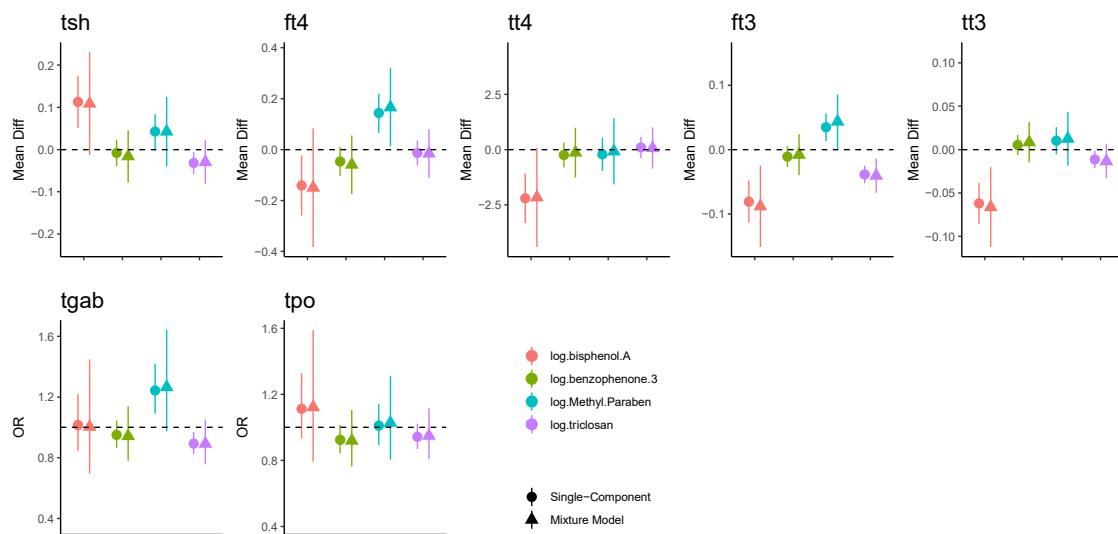 tsh
ft4
tt4
ft3
tt3
Mean Diff
0.2
0.1
0.0
−0.1
−0.2
Mean Diff
0.4
0.2
0.0
−0.2
−0.4
Mean Diff
2.5
0.0
−2.5
Mean Diff
0.1
0.0
−0.1
Mean Diff
0.10
0.05
0.00
−0.05
−0.10
tgab
tpo
OR
1.6
1.2
0.8
0.4
OR
1.6
1.2
0.8
0.4
log.bisphenol.A
log.benzophenone.3
log.Methyl.Paraben
log.triclosan
Single−Component
Mixture Model